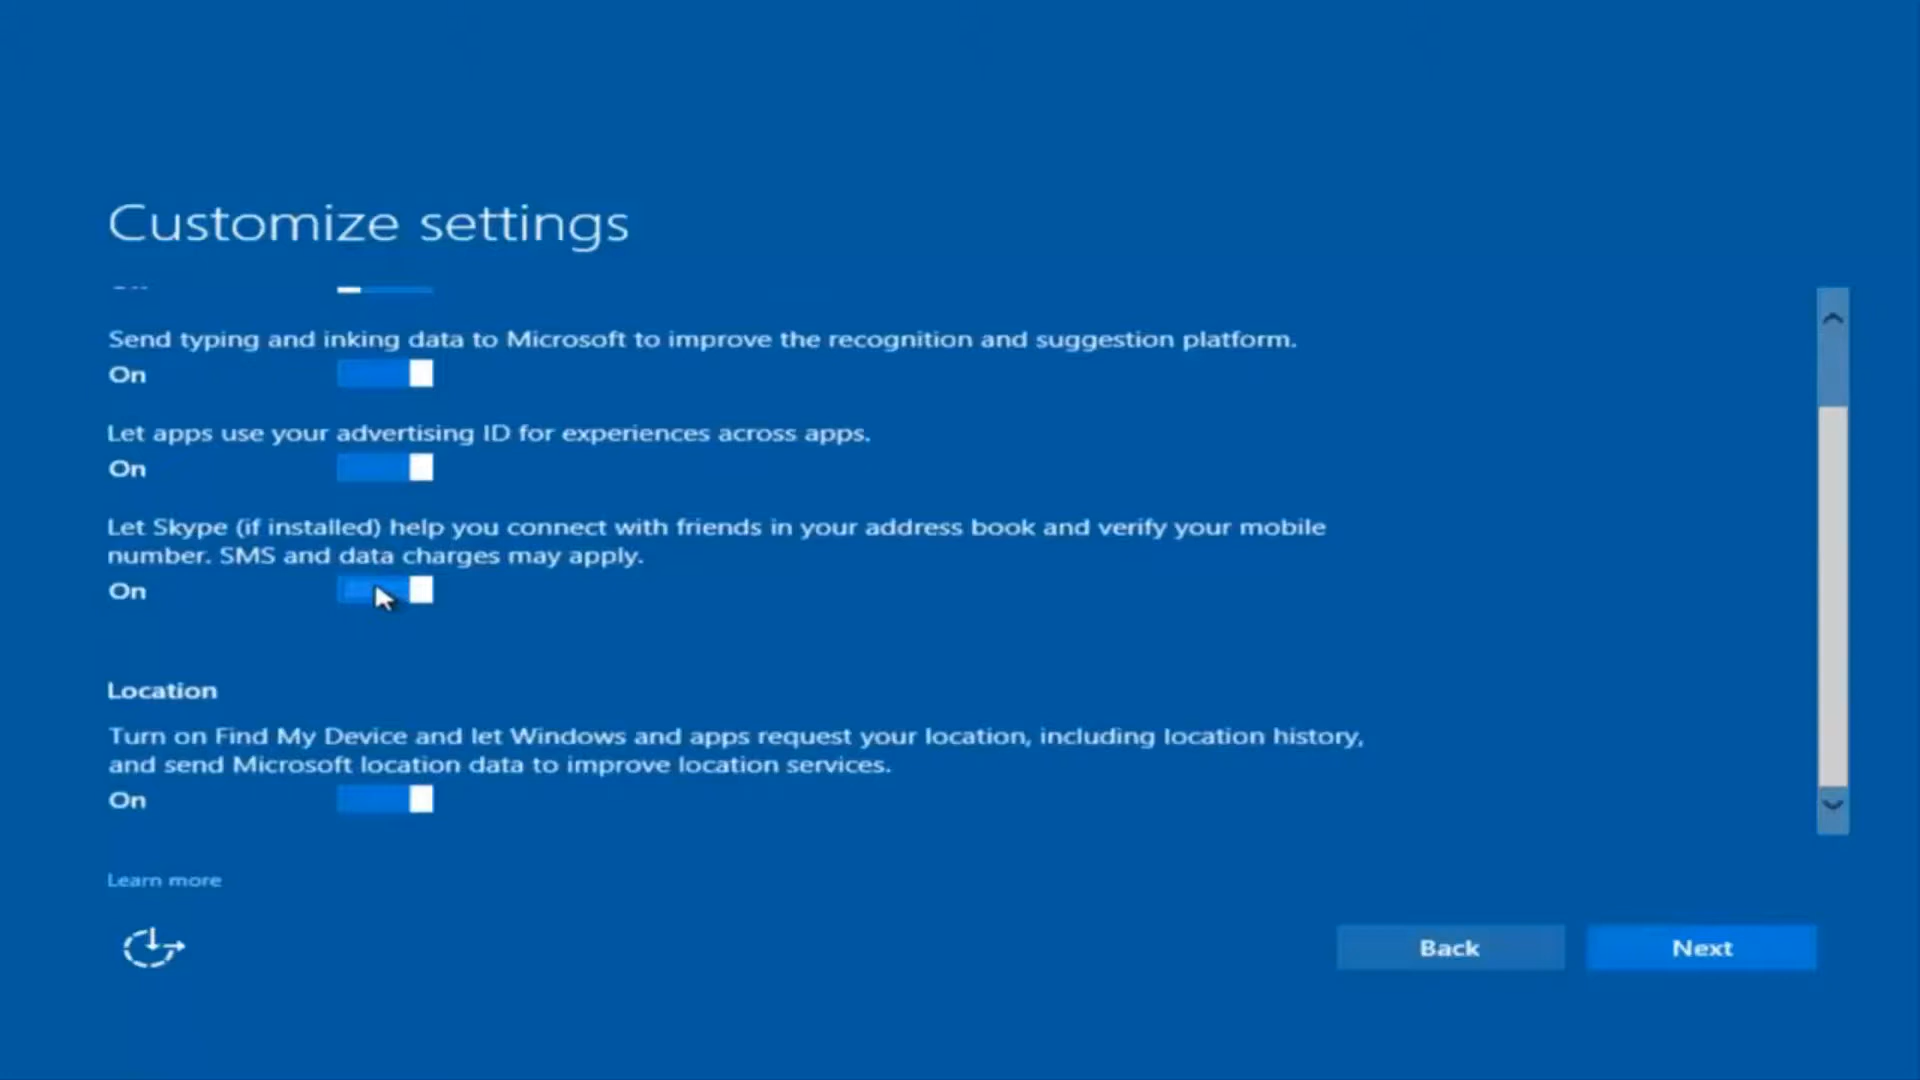 Customize settings
Send typing and inking data to Microsoft to improve the recognition and suggestion platform.
On
Let apps use your advertising ID for experiences across apps.
On
Let Skype (if installed) help you connect with friends in your address book and verify your mobile
number. SMS and data charges may apply.
On
Location
Turn on Find My Device and let Windows and apps request your location, including location history,
and send Microsoft location data to improve location services.
On
Learn more
Back
Next